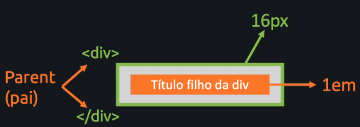 16px
<div>
Parent
(pai)
Título filho da div
1em
</div>